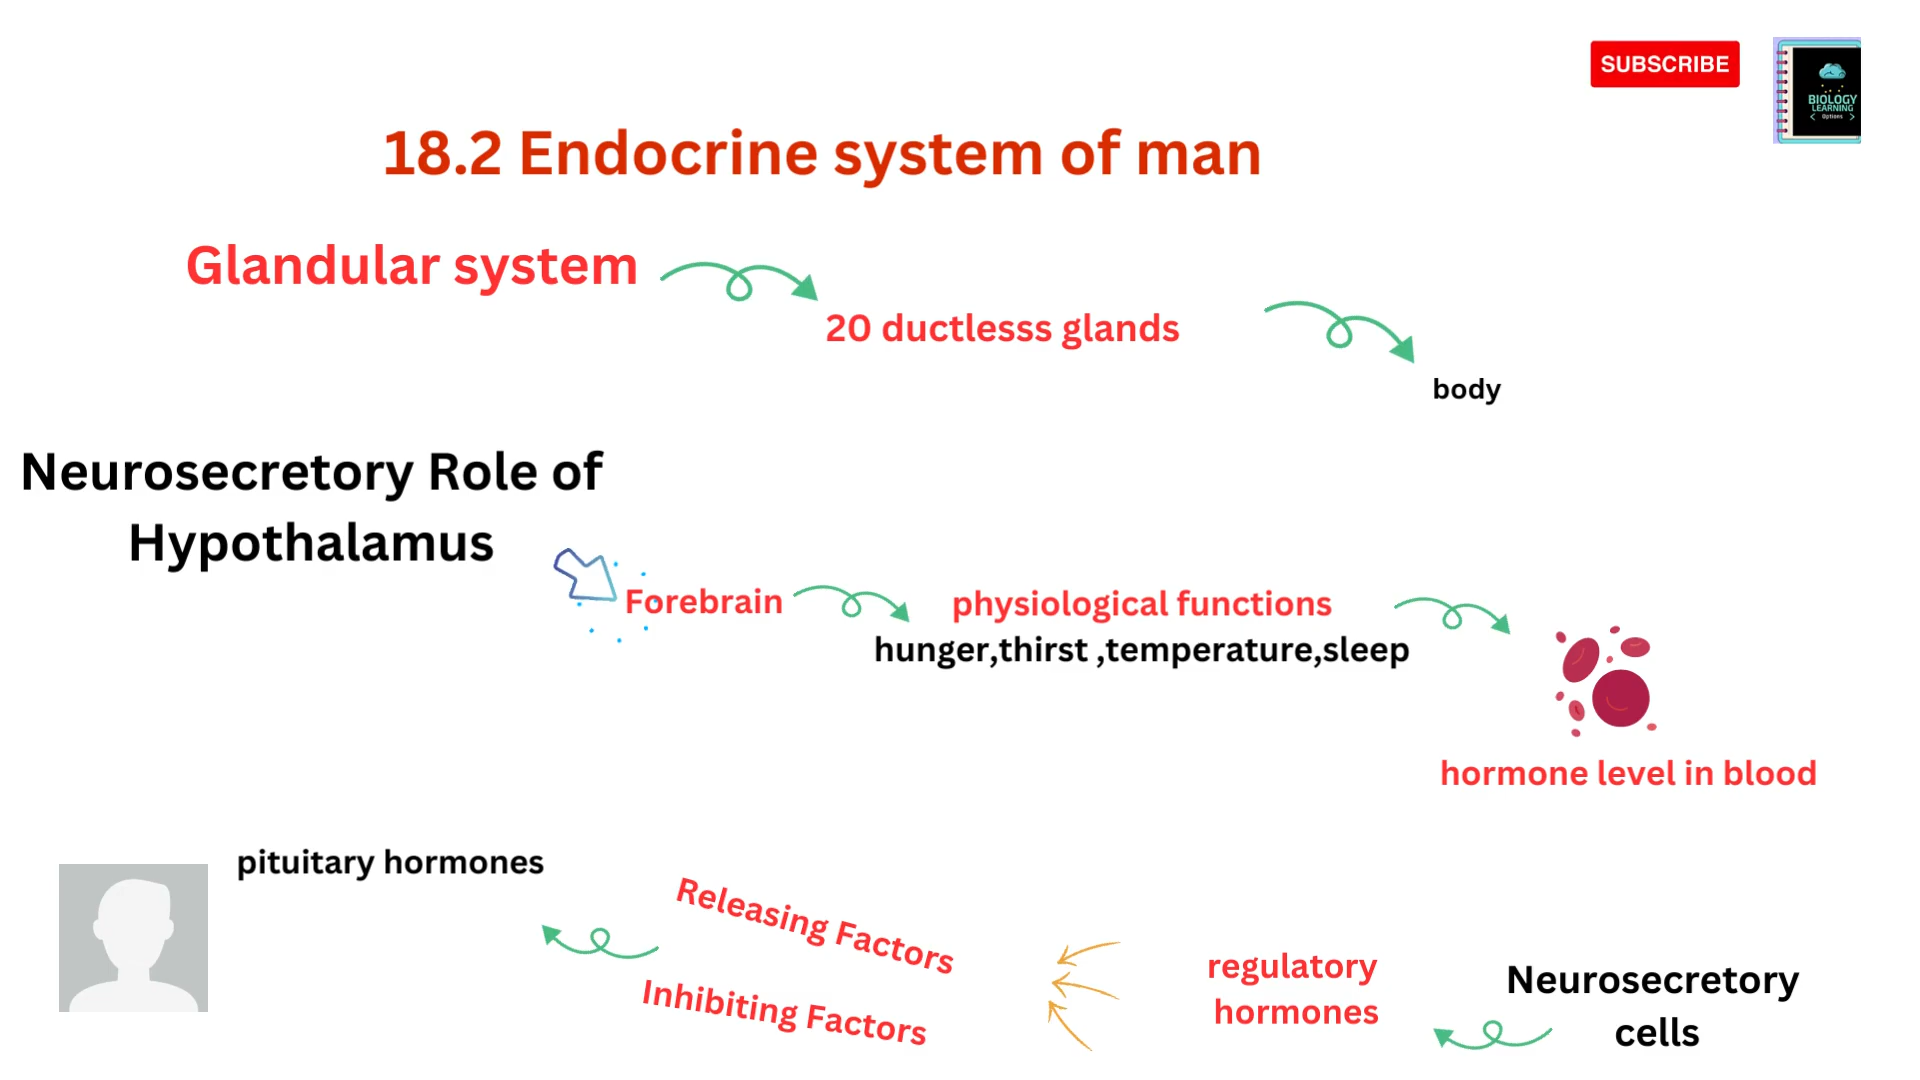 SUBSCRIBE
BIOLOGY
LEARNING
< Options >
18.2 Endocrine system of man
Glandular system
20 ductlesss glands
body
Neurosecretory Role of
Hypothalamus
Forebrain
physiological functions
hunger,thirst ,temperature,sleep
hormone level in blood
pituitary hormones
Releasing Factors
Inhibiting Factors
regulatory
hormones
Neurosecretory
cells